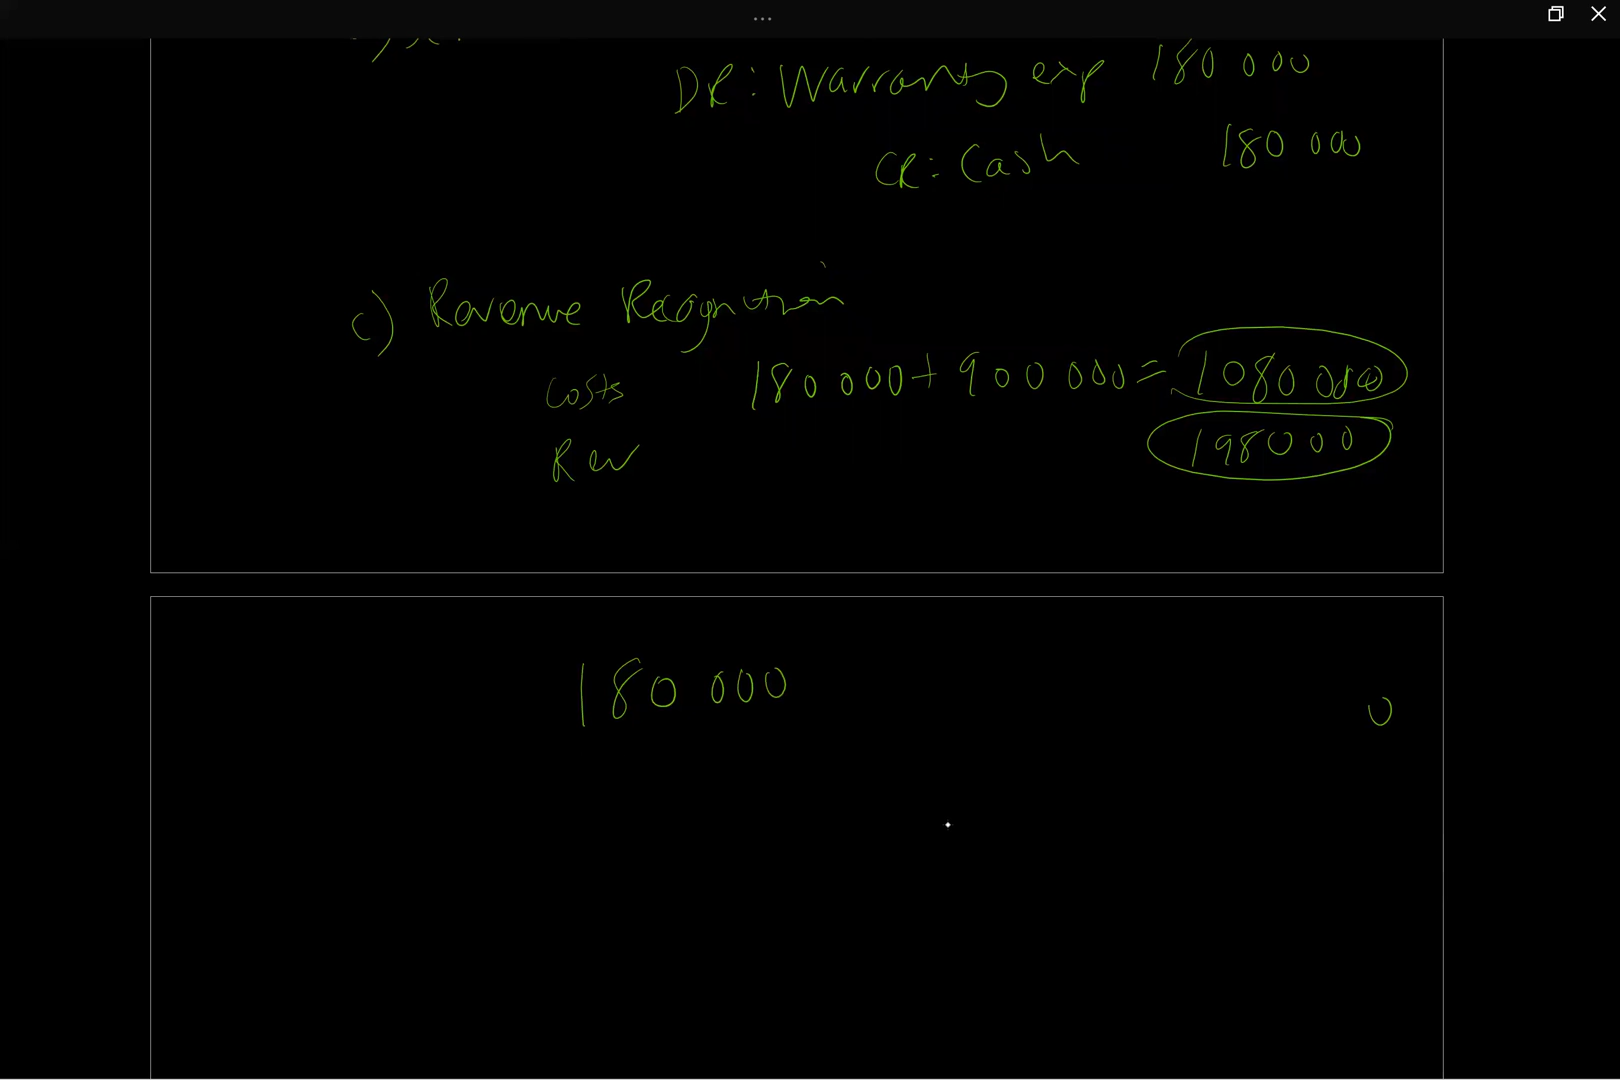 DR: Warranty exp 180 000
CR: Cash 180 000
c) Revenue Recognition
Costs 180 000 + 900 000 = 1080 000
Rev 198000
180 000 0